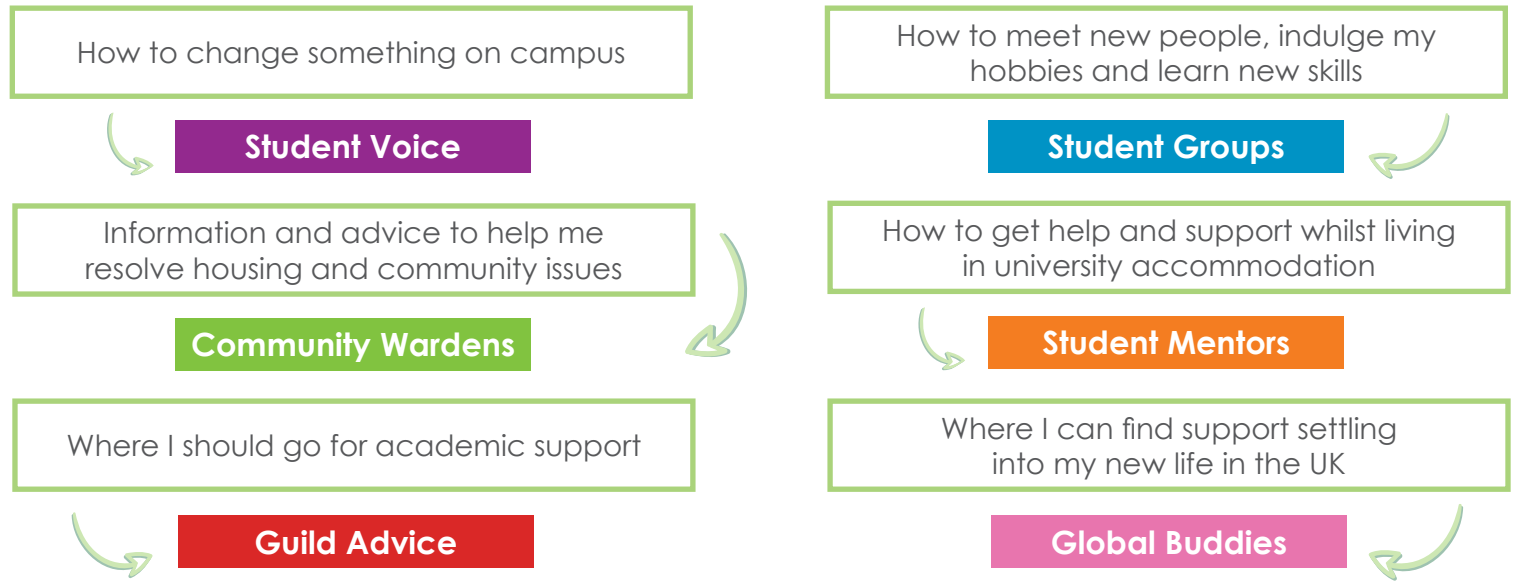 How to change something on campus
Student Voice
Information and advice to help me
resolve housing and community issues
Community Wardens
Where I should go for academic support
Guild Advice
How to meet new people, indulge my
hobbies and learn new skills
Student Groups
How to get help and support whilst living
in university accommodation
Student Mentors
Where I can find support settling
into my new life in the UK
Global Buddies